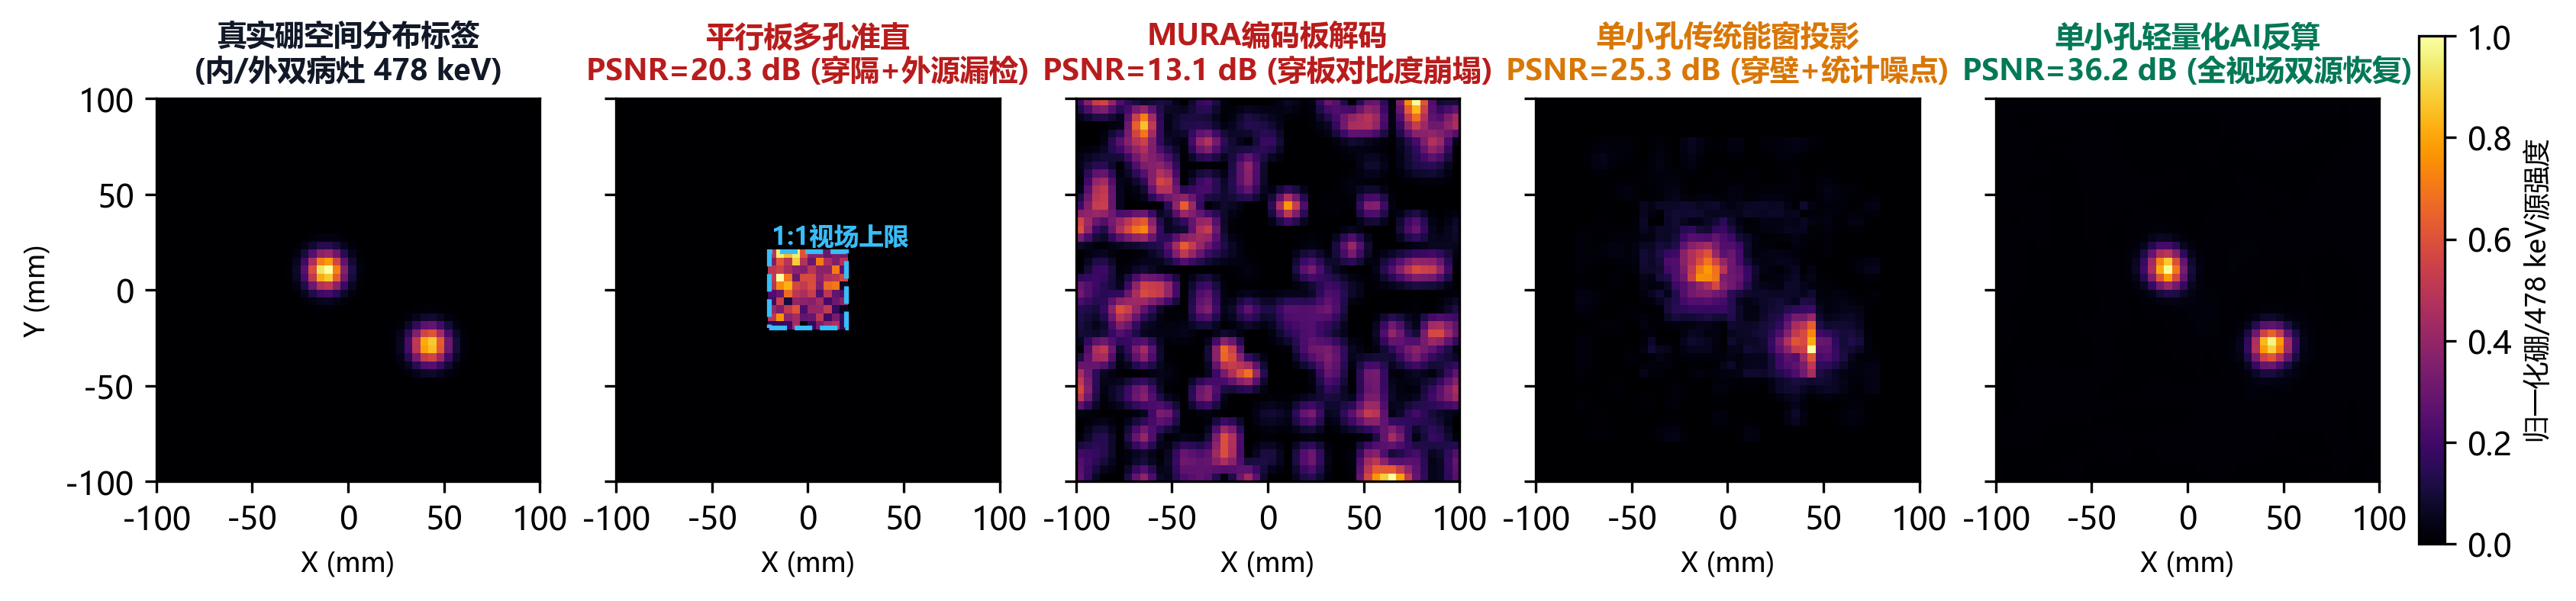 真实硼空间分布标签
(内/外双病灶 478 keV)
平行板多孔准直
PSNR=20.3 dB (穿隔+外源漏检)
MURA编码板解码
PSNR=13.1 dB (穿板对比度崩塌)
单小孔传统能窗投影
PSNR=25.3 dB (穿壁+统计噪点)
单小孔轻量化AI反算
PSNR=36.2 dB (全视场双源恢复)
100
50
0
-50
-100
Y (mm)
-100 -50 0 50 100
X (mm)
1:1视场上限
-100 -50 0 50 100
X (mm)
-100 -50 0 50 100
X (mm)
-100 -50 0 50 100
X (mm)
-100 -50 0 50 100
X (mm)
1.0
0.8
0.6
0.4
0.2
0.0
归一化硼/478 keV源强度